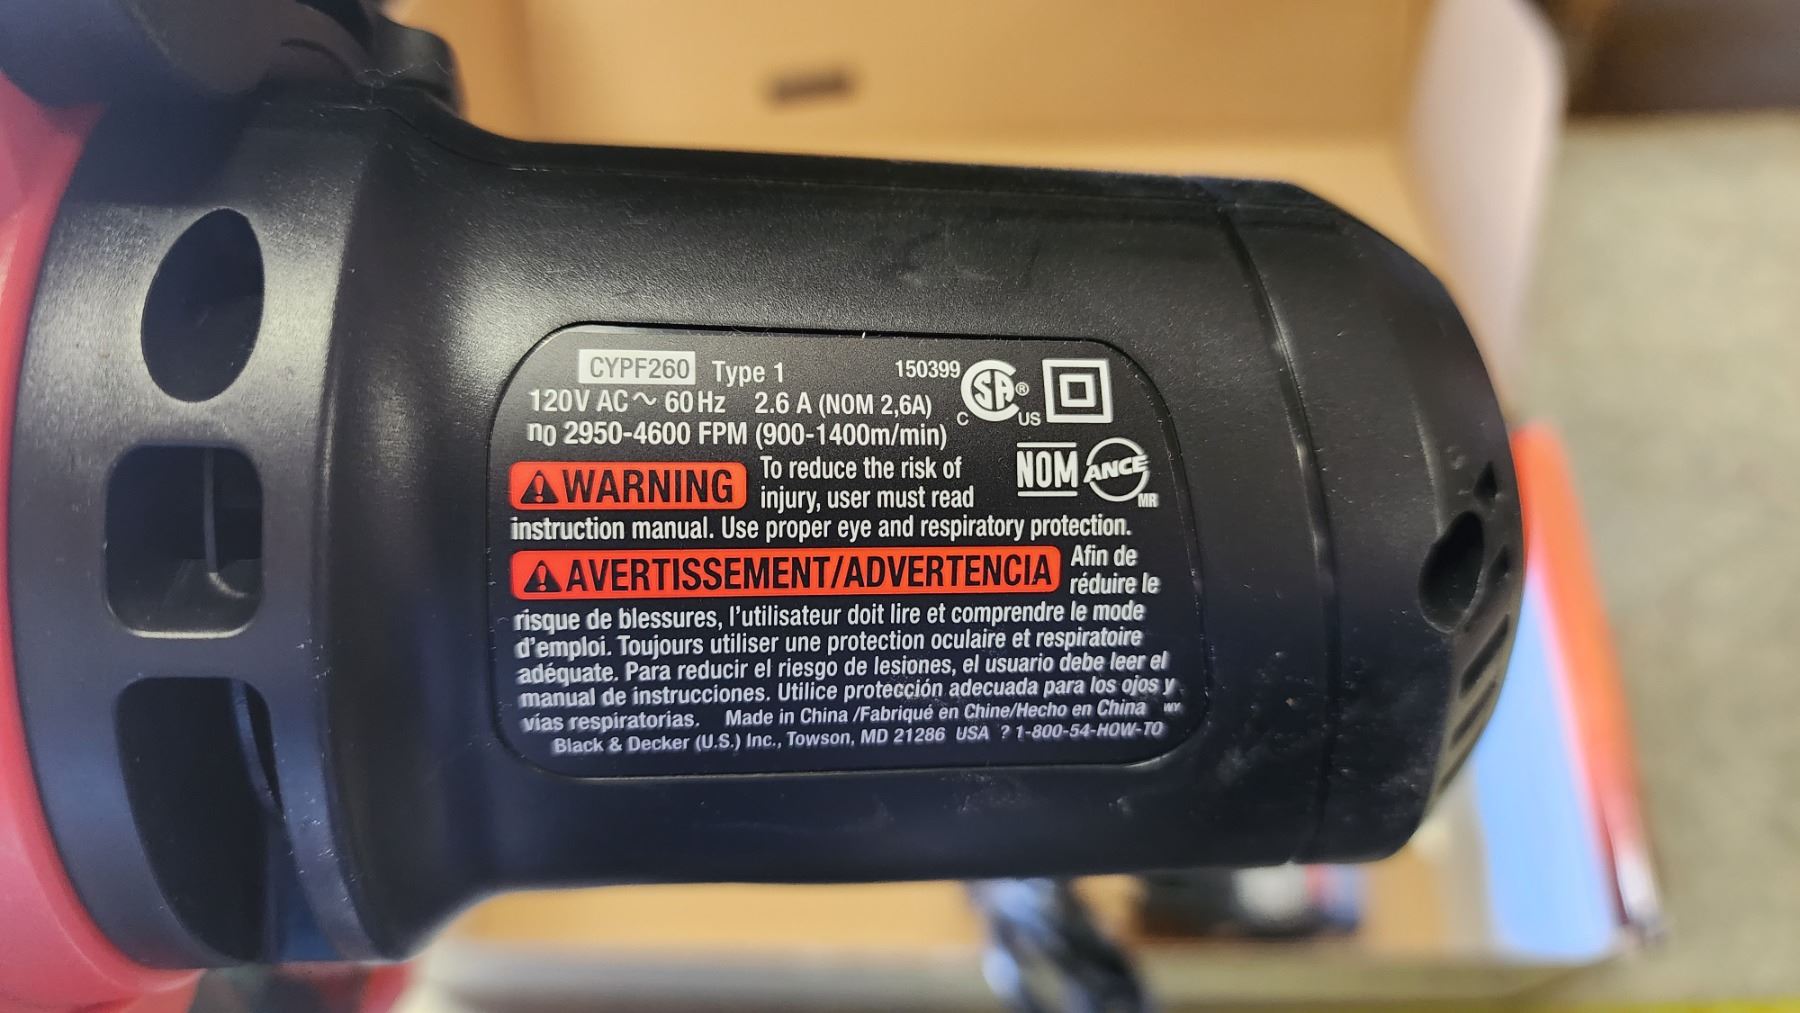 CYPF260 Type 1 150399 SA® C US
120V AC ~ 60Hz 2.6 A (NOM 2,6A)
n0 2950-4600 FPM (900-1400m/min)
NOM ANCE MR
WARNING To reduce the risk of
injury, user must read
instruction manual. Use proper eye and respiratory protection.
AVERTISSEMENT/ADVERTENCIA Afin de
réduire le
risque de blessures, l'utilisateur doit lire et comprendre le mode
d'emploi. Toujours utiliser une protection oculaire et respiratoire
adéquate. Para reducir el riesgo de lesiones, el usuario debe leer el
manual de instrucciones. Utilice protección adecuada para los ojos y
vías respiratorias. Made in China /Fabriqué en Chine/Hecho en China WY
Black & Decker (U.S.) Inc., Towson, MD 21286 USA ? 1-800-54-HOW-TO